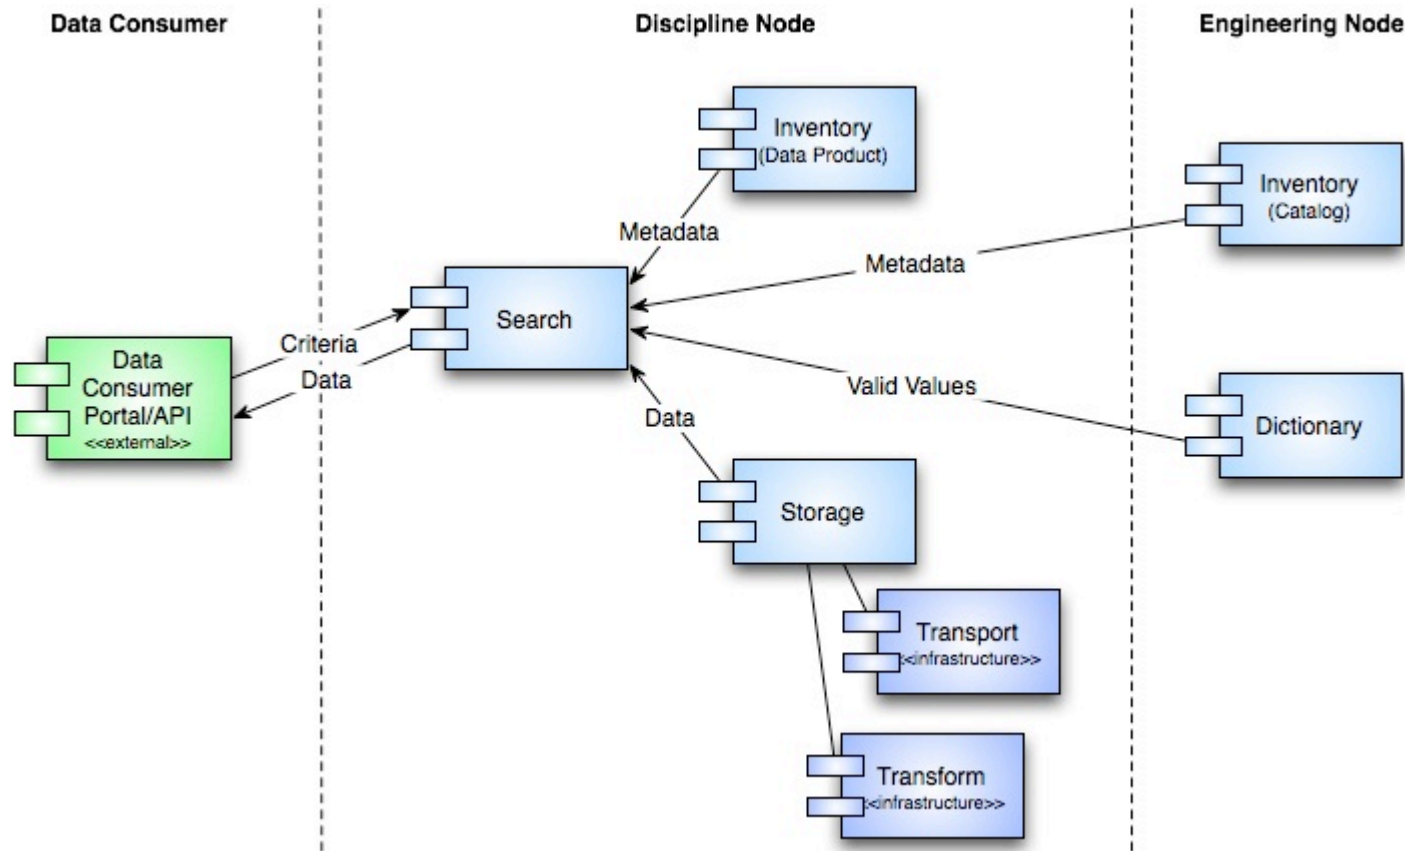 Data Consumer
Discipline Node
Engineering Node
Inventory
(Data Product)
Inventory
(Catalog)
Metadata
Metadata
Search
Criteria
Data
Data
Consumer
Portal/API
<<external>>
Valid Values
Data
Dictionary
Storage
Transport
<<infrastructure>>
Transform
<<infrastructure>>